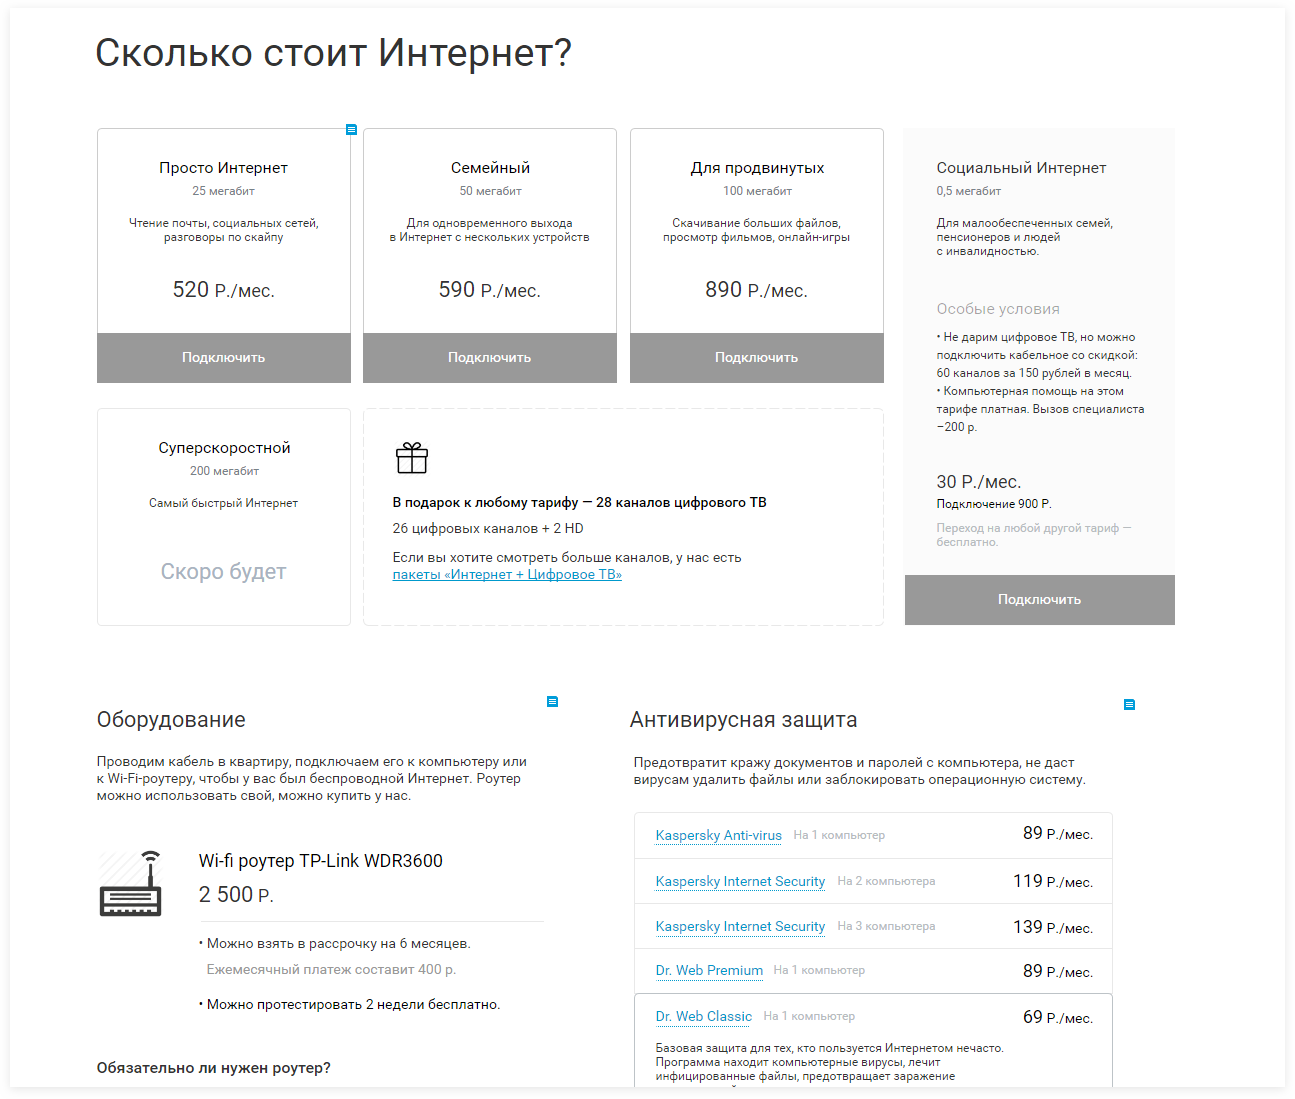 Сколько стоит Интернет?
Просто Интернет
25 мегабит
Чтение почты, социальных сетей,
разговоры по скайпу
520 Р./мес.
Подключить
Семейный
50 мегабит
Для одновременного выхода
в Интернет с нескольких устройств
590 Р./мес.
Подключить
Для продвинутых
100 мегабит
Скачивание больших файлов,
просмотр фильмов, онлайн-игры
890 Р./мес.
Подключить
Социальный Интернет
0,5 мегабит
Для малообеспеченных семей,
пенсионеров и людей
с инвалидностью.
Особые условия
• Не дарим цифровое ТВ, но можно
подключить кабельное со скидкой:
60 каналов за 150 рублей в месяц.
• Компьютерная помощь на этом
тарифе платная. Вызов специалиста
–200 р.
30 Р./мес.
Подключение 900 Р.
Переход на любой другой тариф —
бесплатно.
Подключить
Суперскоростной
200 мегабит
Самый быстрый Интернет
Скоро будет
В подарок к любому тарифу — 28 каналов цифрового ТВ
26 цифровых каналов + 2 HD
Если вы хотите смотреть больше каналов, у нас есть
пакеты «Интернет + Цифровое ТВ»
Оборудование
Проводим кабель в квартиру, подключаем его к компьютеру или
к Wi-Fi-роутеру, чтобы у вас был беспроводной Интернет. Роутер
можно использовать свой, можно купить у нас.
Wi-fi роутер TP-Link WDR3600
2 500 Р.
• Можно взять в рассрочку на 6 месяцев.
Ежемесячный платеж составит 400 р.
• Можно протестировать 2 недели бесплатно.
Обязательно ли нужен роутер?
Антивирусная защита
Предотвратит кражу документов и паролей с компьютера, не даст
вирусам удалить файлы или заблокировать операционную систему.
Kaspersky Anti-virus На 1 компьютер 89 Р./мес.
Kaspersky Internet Security На 2 компьютера 119 Р./мес.
Kaspersky Internet Security На 3 компьютера 139 Р./мес.
Dr. Web Premium На 1 компьютер 89 Р./мес.
Dr. Web Classic На 1 компьютер 69 Р./мес.
Базовая защита для тех, кто пользуется Интернетом нечасто.
Программа находит компьютерные вирусы, лечит
инфицированные файлы, предотвращает заражение